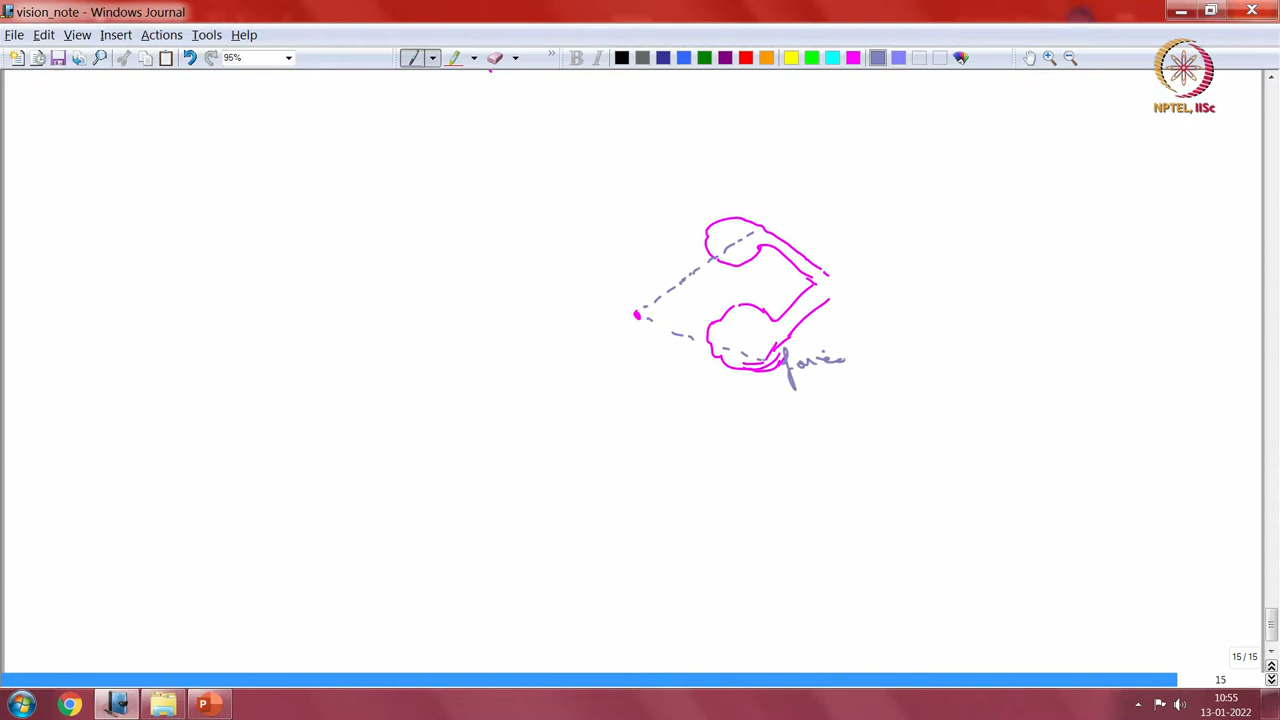 vision_note - Windows Journal
File Edit View Insert Actions Tools Help
95%
B I
NPTEL, IISc
15 / 15
15
10:55
13-01-2022